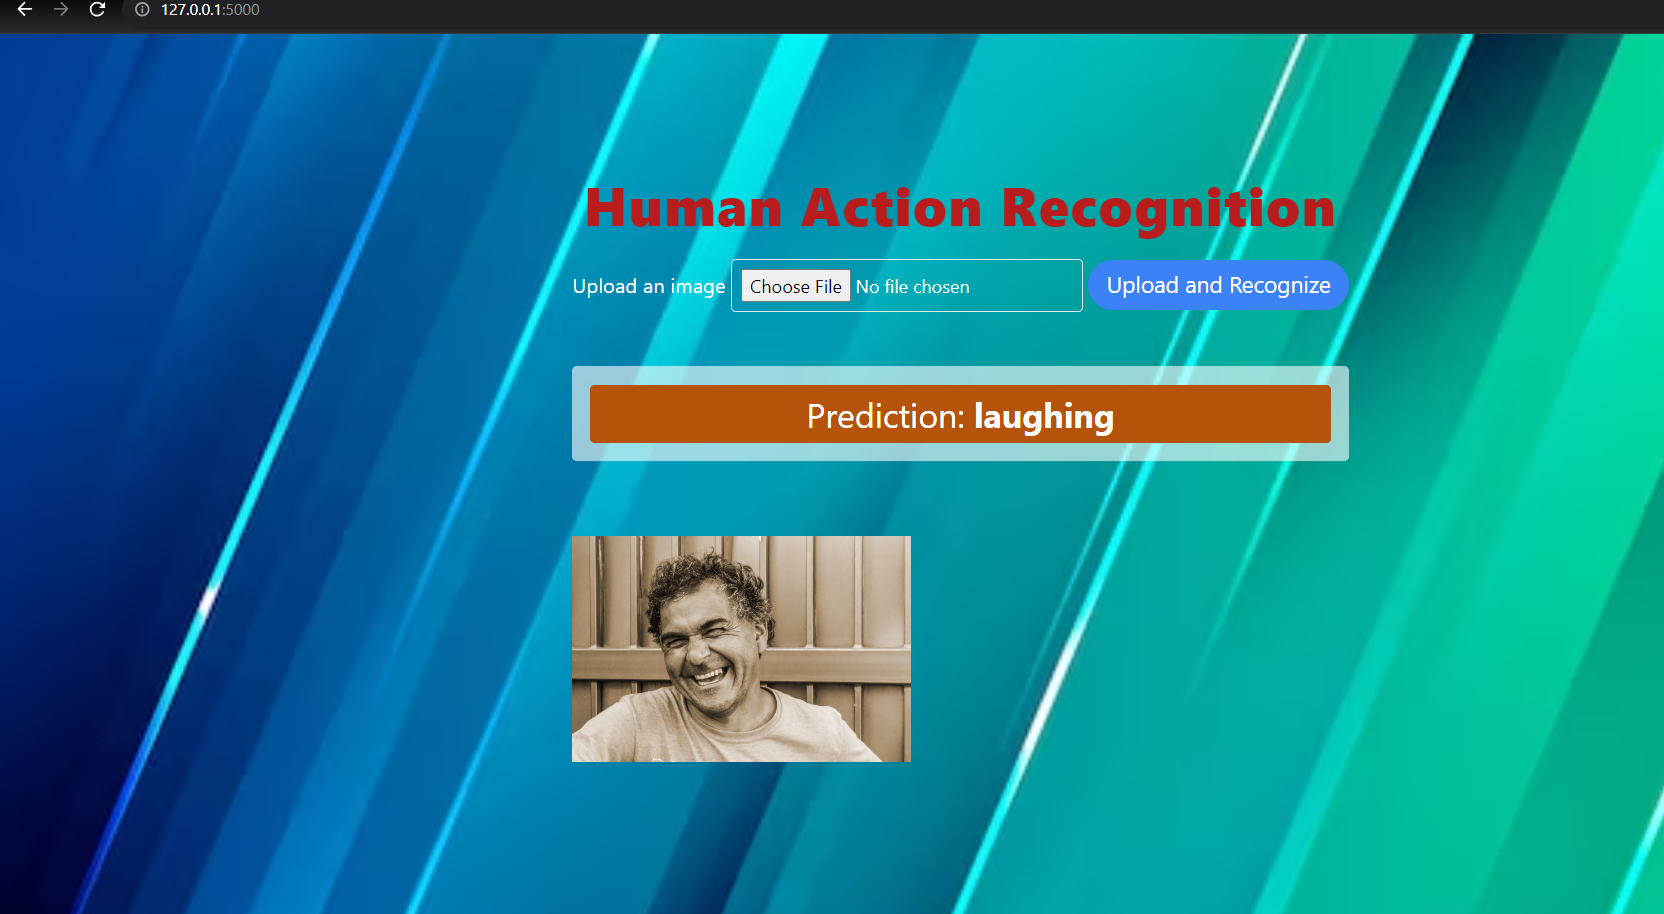 127.0.0.1:5000
Human Action Recognition
Upload an image Choose File No file chosen Upload and Recognize
Prediction: laughing